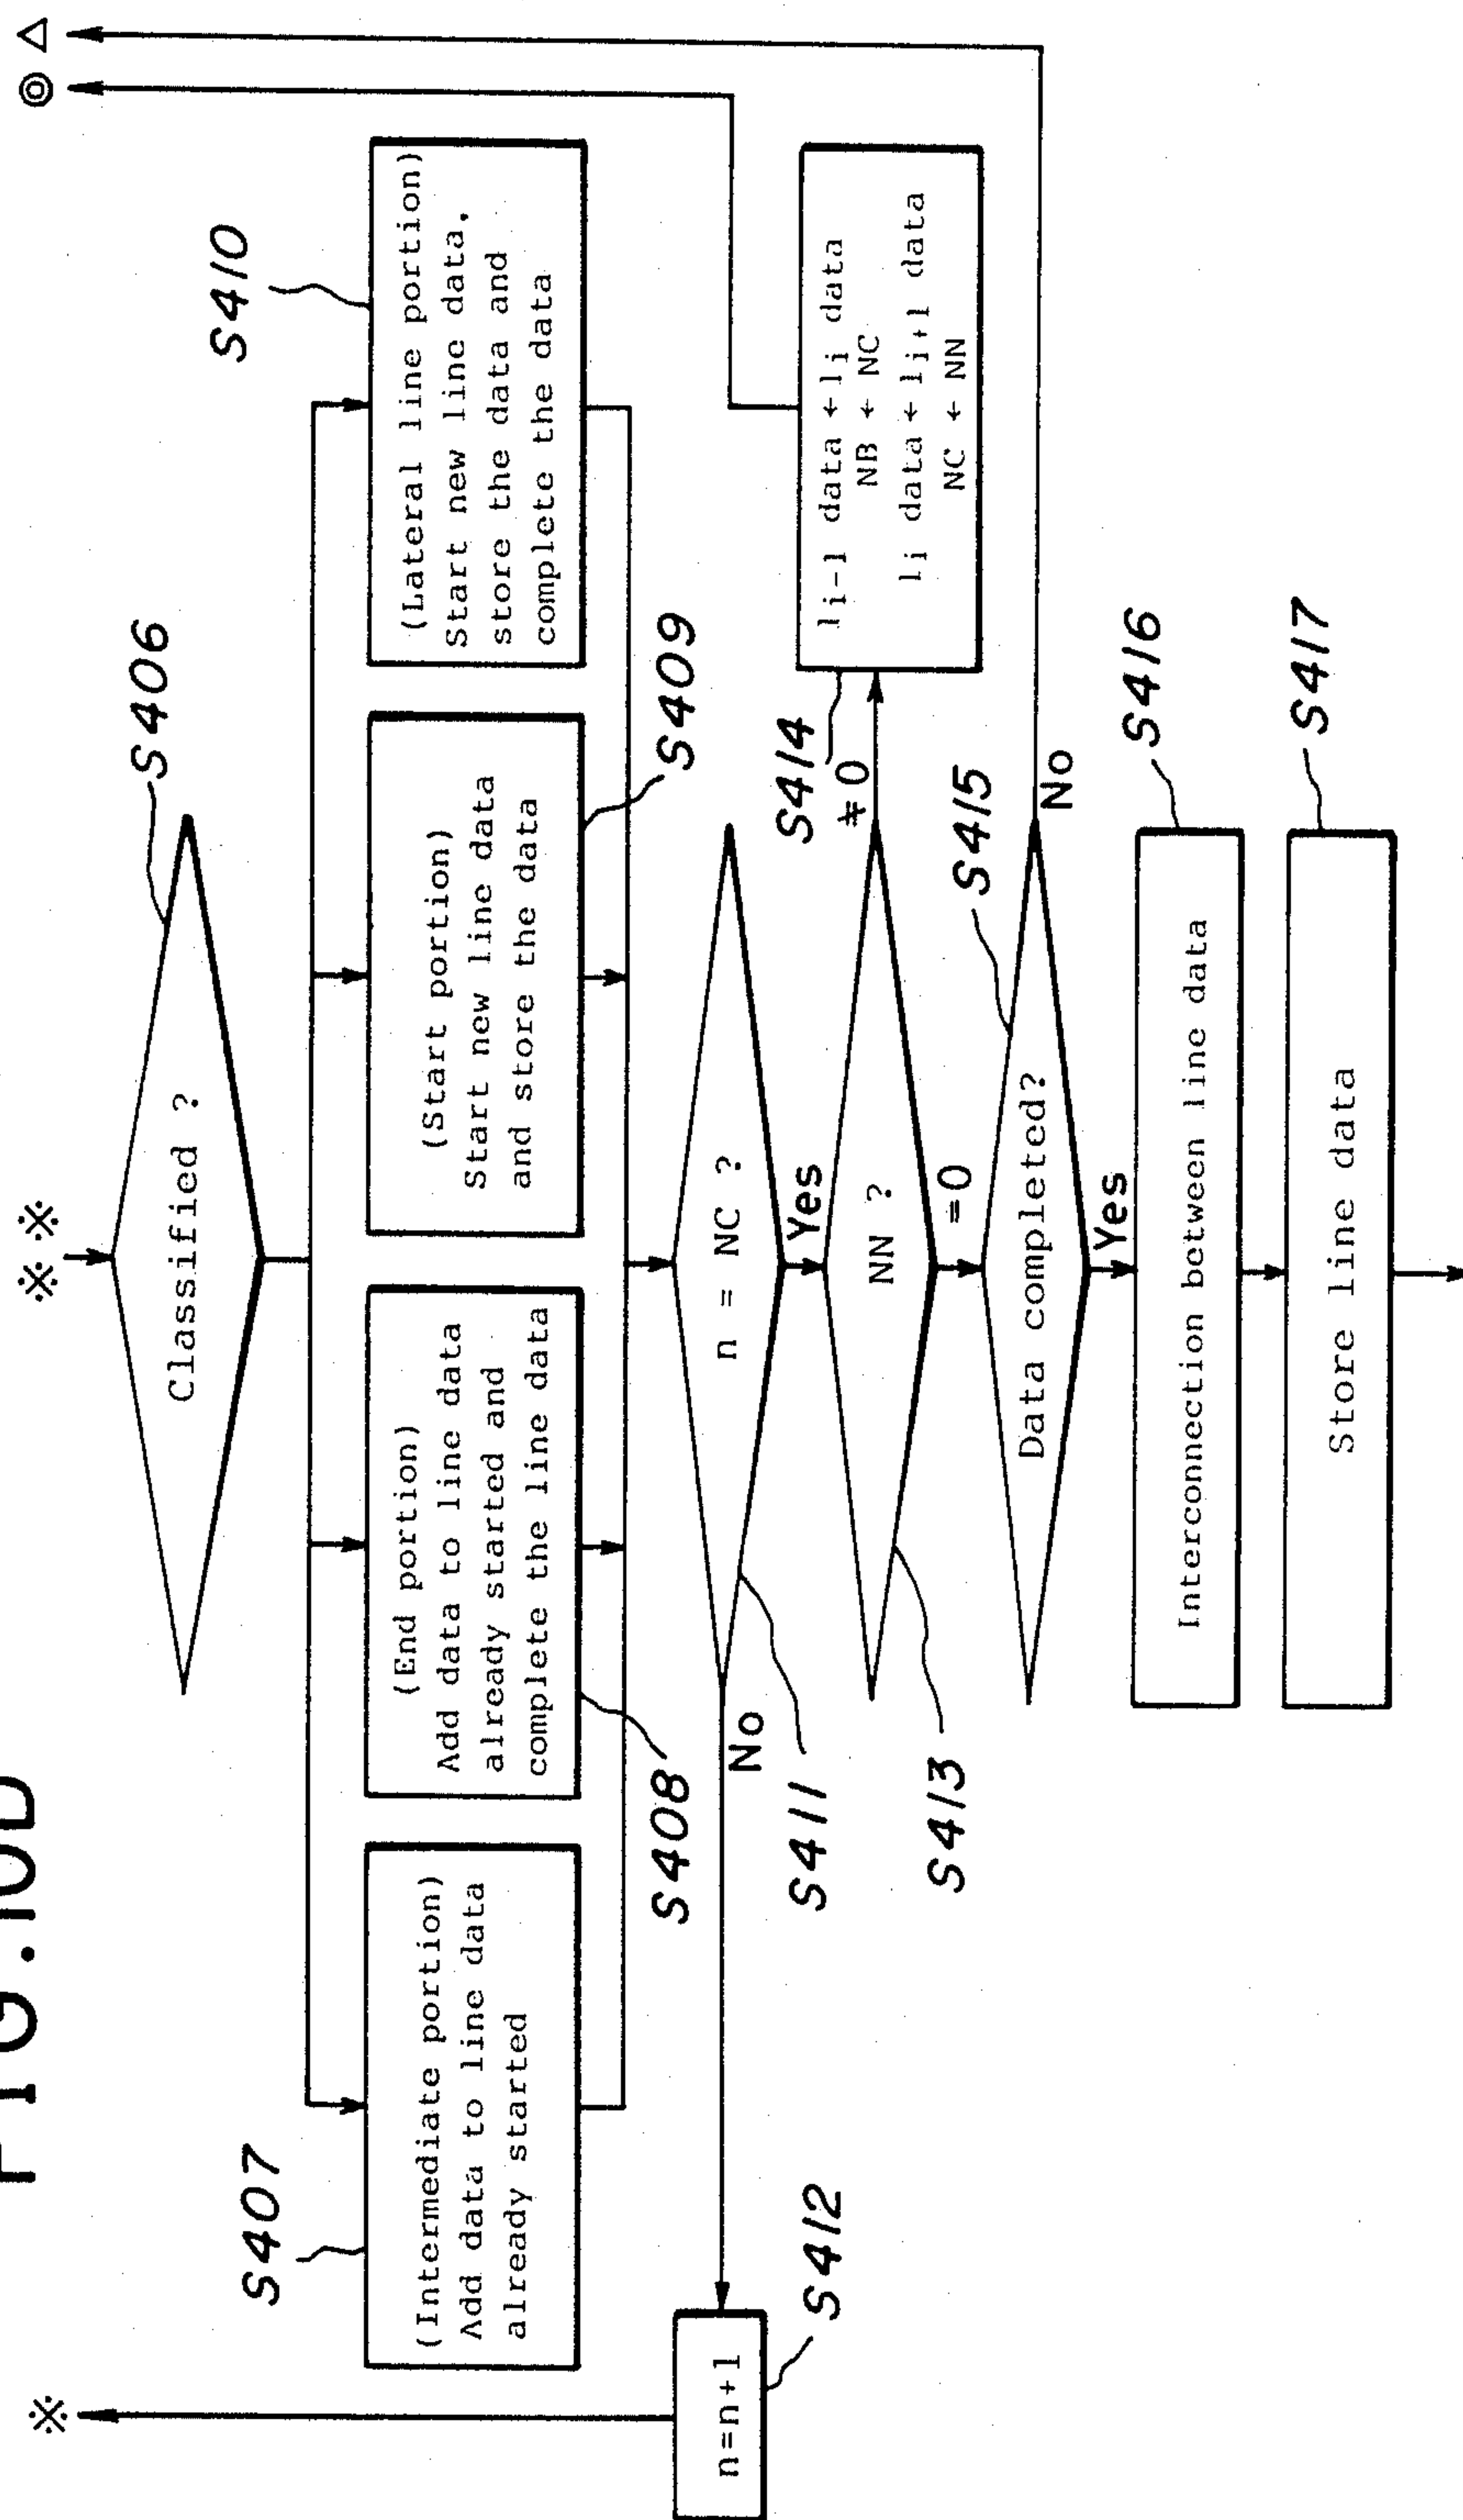 FIG.10B
※
※ ※
◎
△
S406
Classified ?
S407
(Intermediate portion)
Add data to line data
already started
(End portion)
Add data to line data
already started and
complete the line data
S408
(Start portion)
Start new line data
and store the data
S409
S410
(Lateral line portion)
Start new line data,
store the data and
complete the data
n = NC ?
No
Yes
S411
n=n+1
S412
NN ?
S413
=0
≠0
S414
li-1 data ← li data
NB ← NC
li data ← li+1 data
NC ← NN
Data completed?
S415
No
Yes
Interconnection between line data
S416
Store line data
S417